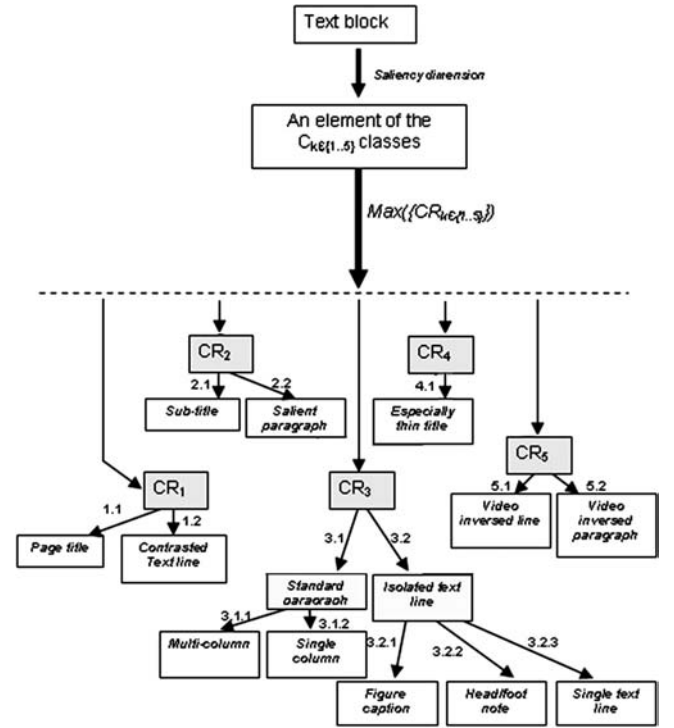 Text block
Saliency dimension
An element of the
Ckε{1..5} classes
Max({CRkε{1..5}})
CR2
CR4
2.1
2.2
4.1
Sub-title
Salient
paragraph
Especially
thin title
CR5
CR1
CR3
5.1
5.2
1.1
1.2
Video
inversed line
Video
inversed
paragraph
3.1
3.2
Page title
Contrasted
Text line
Standard
paragraph
Isolated text
line
3.1.1
3.1.2
Multi-column
Single
column
3.2.1
3.2.2
3.2.3
Figure
caption
Head/foot
note
Single text
line